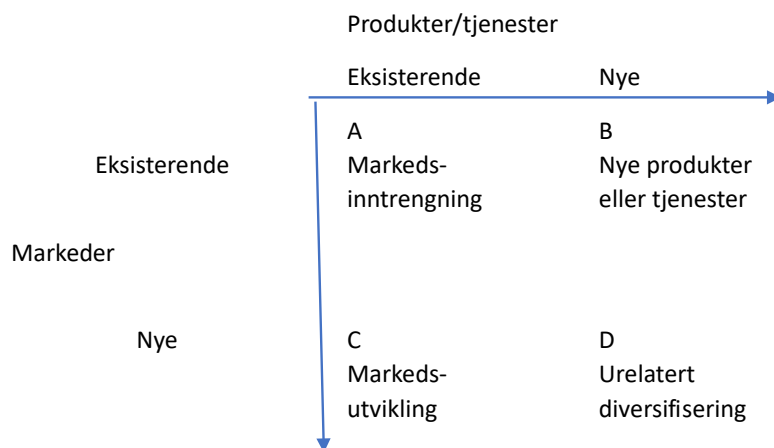 Produkter/tjenester
Eksisterende Nye
A B
Eksisterende Markeds- Nye produkter
inntrengning eller tjenester
Markeder
Nye C D
Markeds- Urelatert
utvikling diversifisering